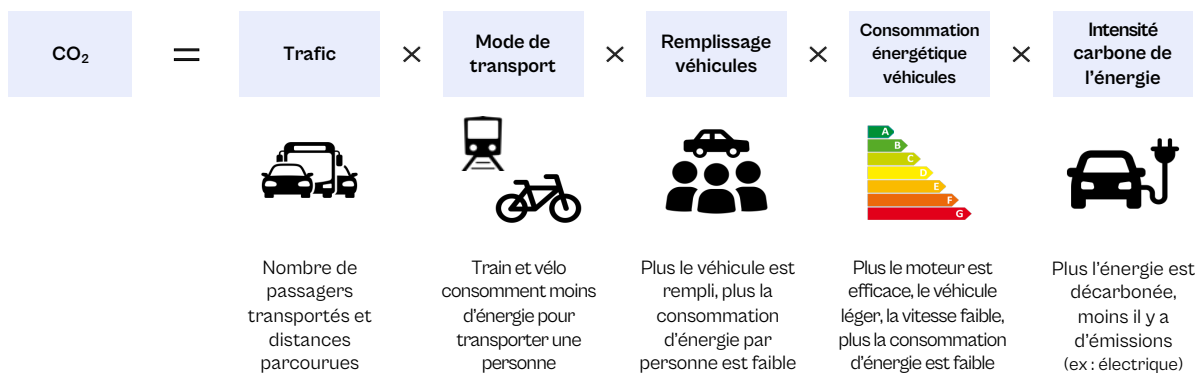 CO₂ = Trafic × Mode de transport × Remplissage véhicules × Consommation énergétique véhicules × Intensité carbone de l'énergie
A
B
C
D
E
F
G
Nombre de
passagers
transportés et
distances
parcourues
Train et vélo
consomment moins
d'énergie pour
transporter une
personne
Plus le véhicule est
rempli, plus la
consommation
d'énergie par
personne est faible
Plus le moteur est
efficace, le véhicule
léger, la vitesse faible,
plus la consommation
d'énergie est faible
Plus l'énergie est
décarbonée,
moins il y a
d'émissions
(ex : électrique)